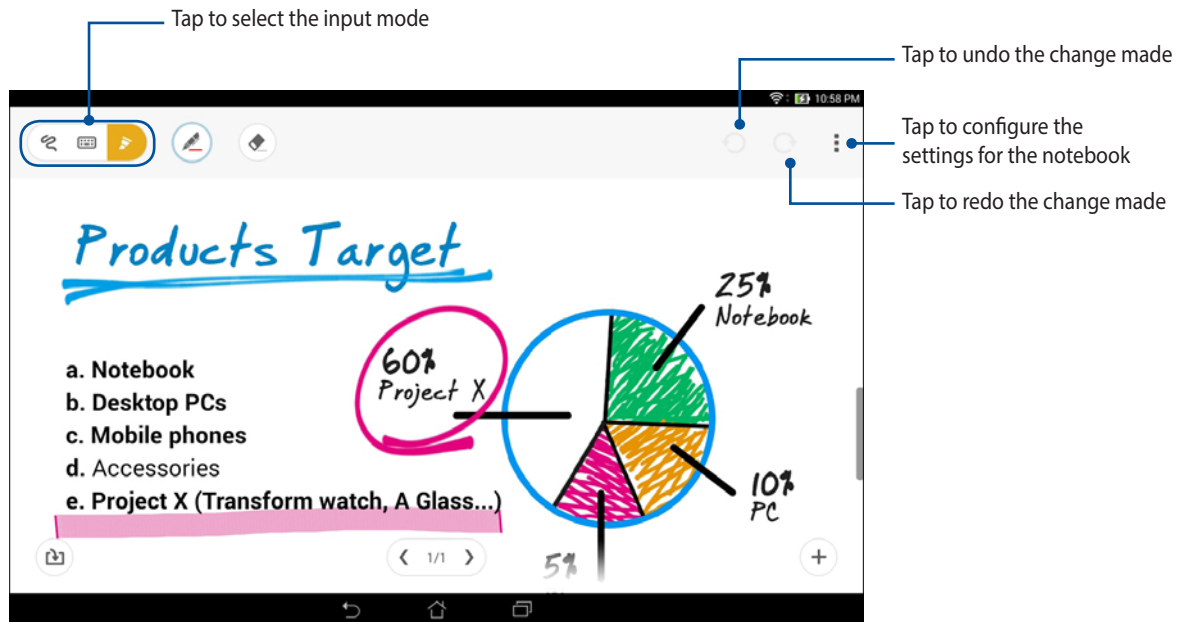 Tap to select the input mode
Tap to undo the change made
Tap to configure the
settings for the notebook
Tap to redo the change made
10:58 PM
Products Target
25%
Notebook
60%
Project X
a. Notebook
b. Desktop PCs
c. Mobile phones
d. Accessories
e. Project X (Transform watch, A Glass...)
10%
PC
5%
1/1